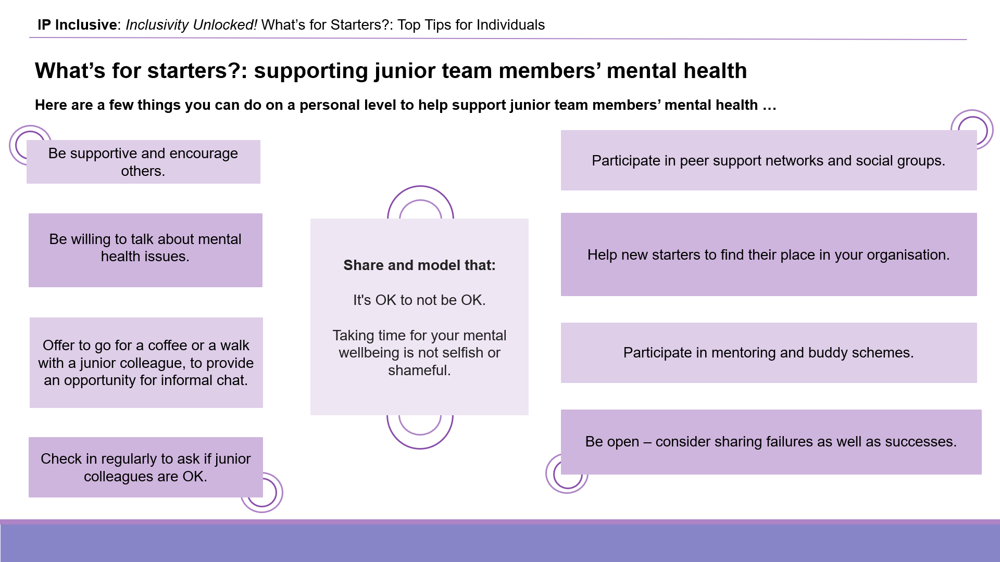 IP Inclusive: Inclusivity Unlocked! What’s for Starters?: Top Tips for Individuals
What’s for starters?: supporting junior team members’ mental health
Here are a few things you can do on a personal level to help support junior team members’ mental health …
Be supportive and encourage
others.
Be willing to talk about mental
health issues.
Offer to go for a coffee or a walk
with a junior colleague, to provide
an opportunity for informal chat.
Check in regularly to ask if junior
colleagues are OK.
Share and model that:
It's OK to not be OK.
Taking time for your mental
wellbeing is not selfish or
shameful.
Participate in peer support networks and social groups.
Help new starters to find their place in your organisation.
Participate in mentoring and buddy schemes.
Be open – consider sharing failures as well as successes.